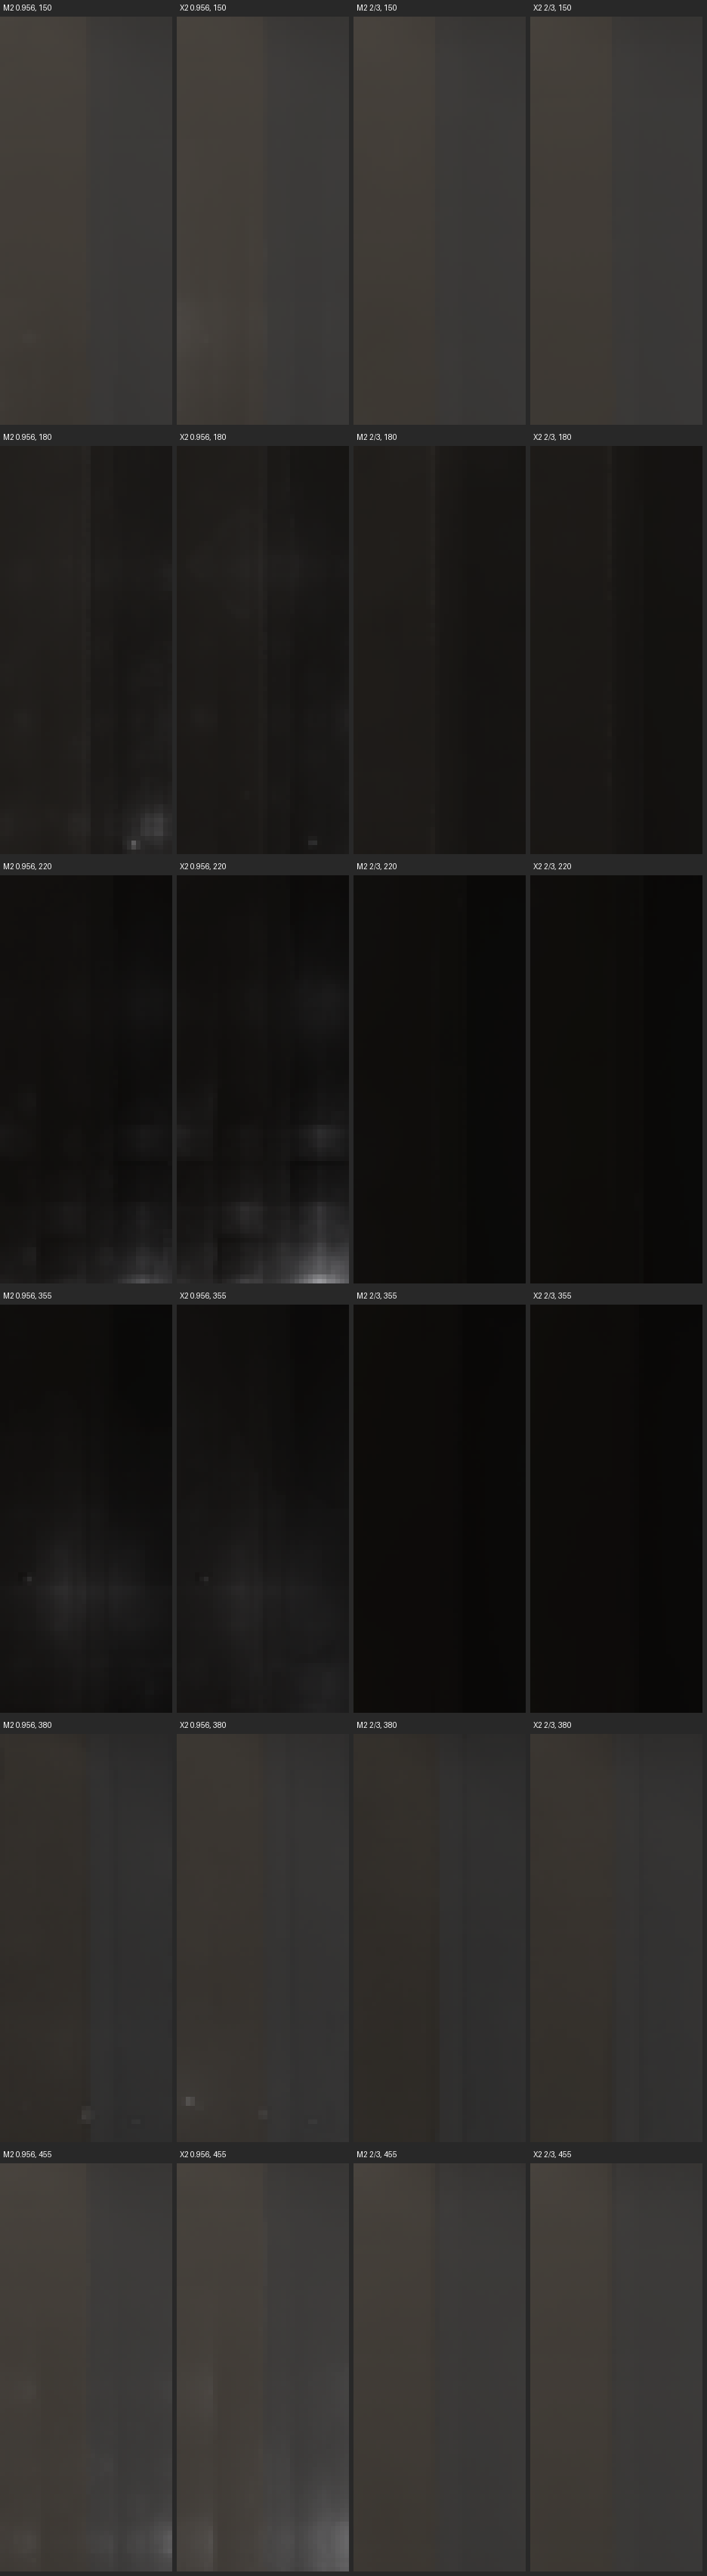 M2 0.956, 150
X2 0.956, 150
M2 2/3, 150
X2 2/3, 150
M2 0.956, 180
X2 0.956, 180
M2 2/3, 180
X2 2/3, 180
M2 0.956, 220
X2 0.956, 220
M2 2/3, 220
X2 2/3, 220
M2 0.956, 355
X2 0.956, 355
M2 2/3, 355
X2 2/3, 355
M2 0.956, 380
X2 0.956, 380
M2 2/3, 380
X2 2/3, 380
M2 0.956, 455
X2 0.956, 455
M2 2/3, 455
X2 2/3, 455